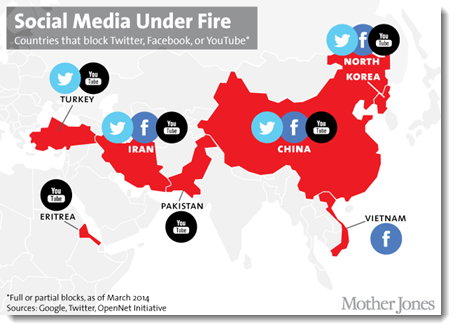 Social Media Under Fire
Countries that block Twitter, Facebook, or YouTube*
You Tube
NORTH
KOREA
You Tube
TURKEY
You Tube
IRAN
You Tube
CHINA
You Tube
ERITREA
PAKISTAN
You Tube
VIETNAM
*Full or partial blocks, as of March 2014
Sources: Google, Twitter, OpenNet Initiative
Mother Jones